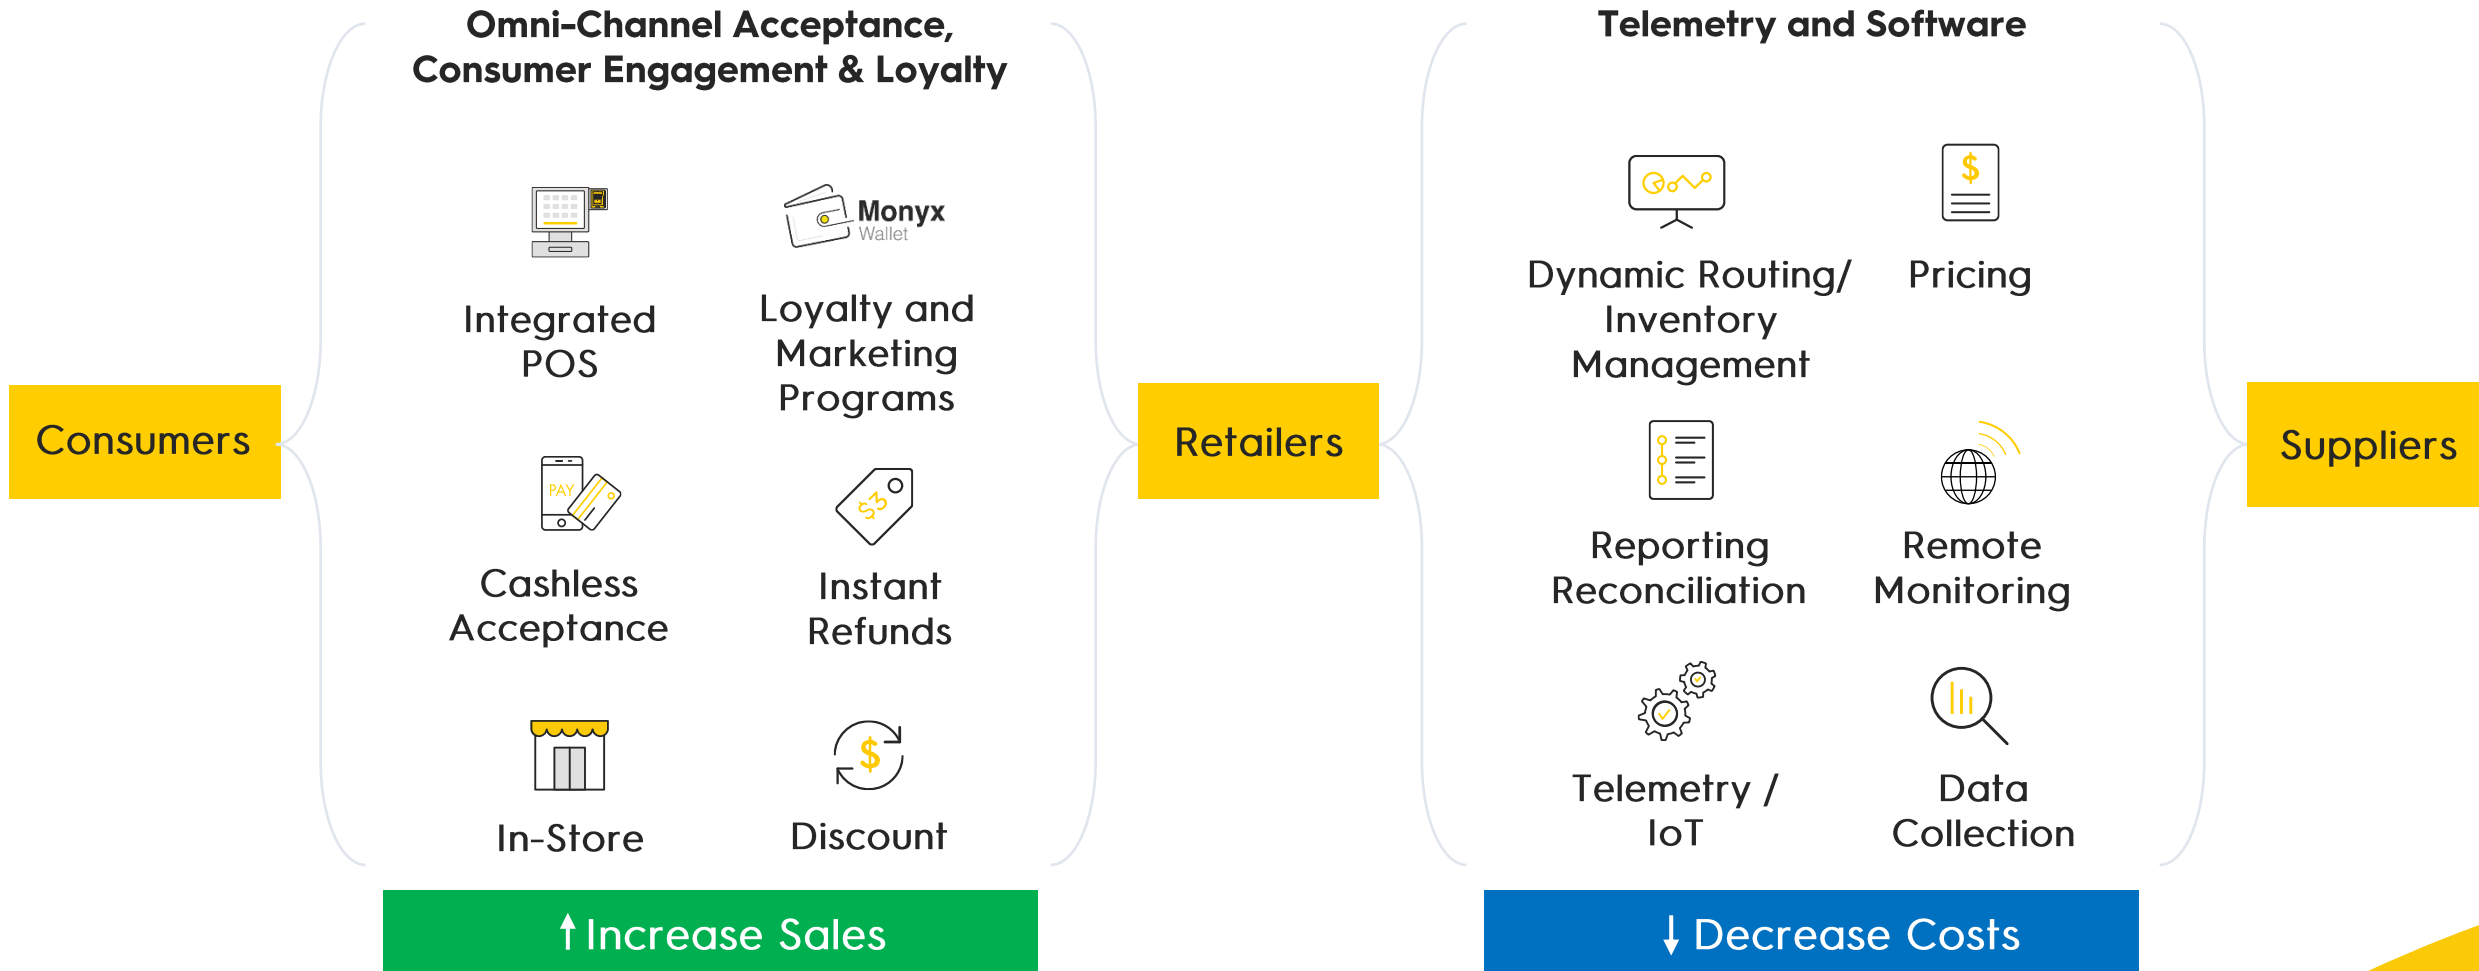 Omni-Channel Acceptance,
Consumer Engagement & Loyalty
Telemetry and Software
Consumers
Integrated
POS
Monyx
Wallet
Loyalty and
Marketing
Programs
PAY
Cashless
Acceptance
$3
Instant
Refunds
In-Store
$
Discount
↑ Increase Sales
Retailers
Dynamic Routing/
Inventory
Management
$
Pricing
Reporting
Reconciliation
Remote
Monitoring
Telemetry /
IoT
Data
Collection
↓ Decrease Costs
Suppliers